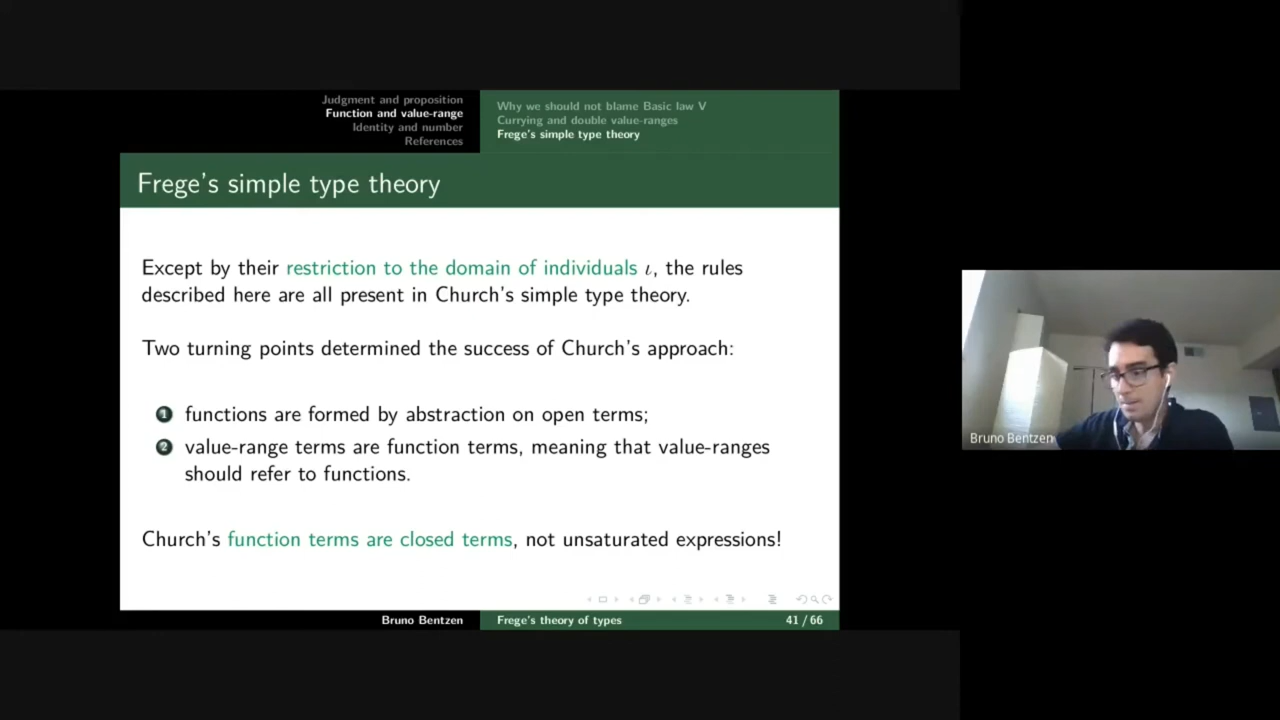 Judgment and proposition
Function and value-range
Identity and number
References
Why we should not blame Basic law V
Currying and double value-ranges
Frege's simple type theory
Frege's simple type theory
Except by their restriction to the domain of individuals ι, the rules
described here are all present in Church's simple type theory.
Two turning points determined the success of Church's approach:
1 functions are formed by abstraction on open terms;
2 value-range terms are function terms, meaning that value-ranges
should refer to functions.
Church's function terms are closed terms, not unsaturated expressions!
Bruno Bentzen
Frege's theory of types
41 / 66
Bruno Bentzen